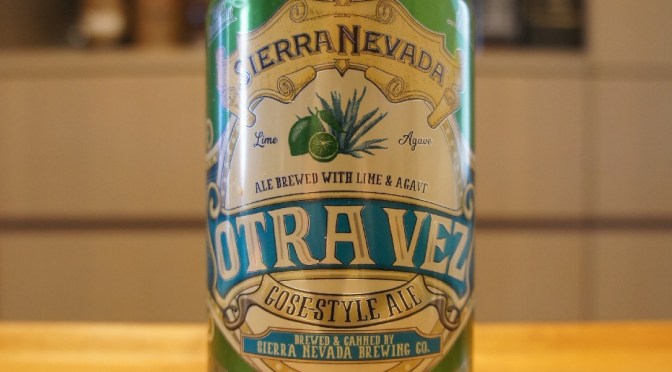 SIERRA NEVADA
Lime Agave
ALE BREWED WITH LIME & AGAVE
OTRA VEZ
GOSE-STYLE ALE
BREWED & CANNED BY
SIERRA NEVADA BREWING CO.